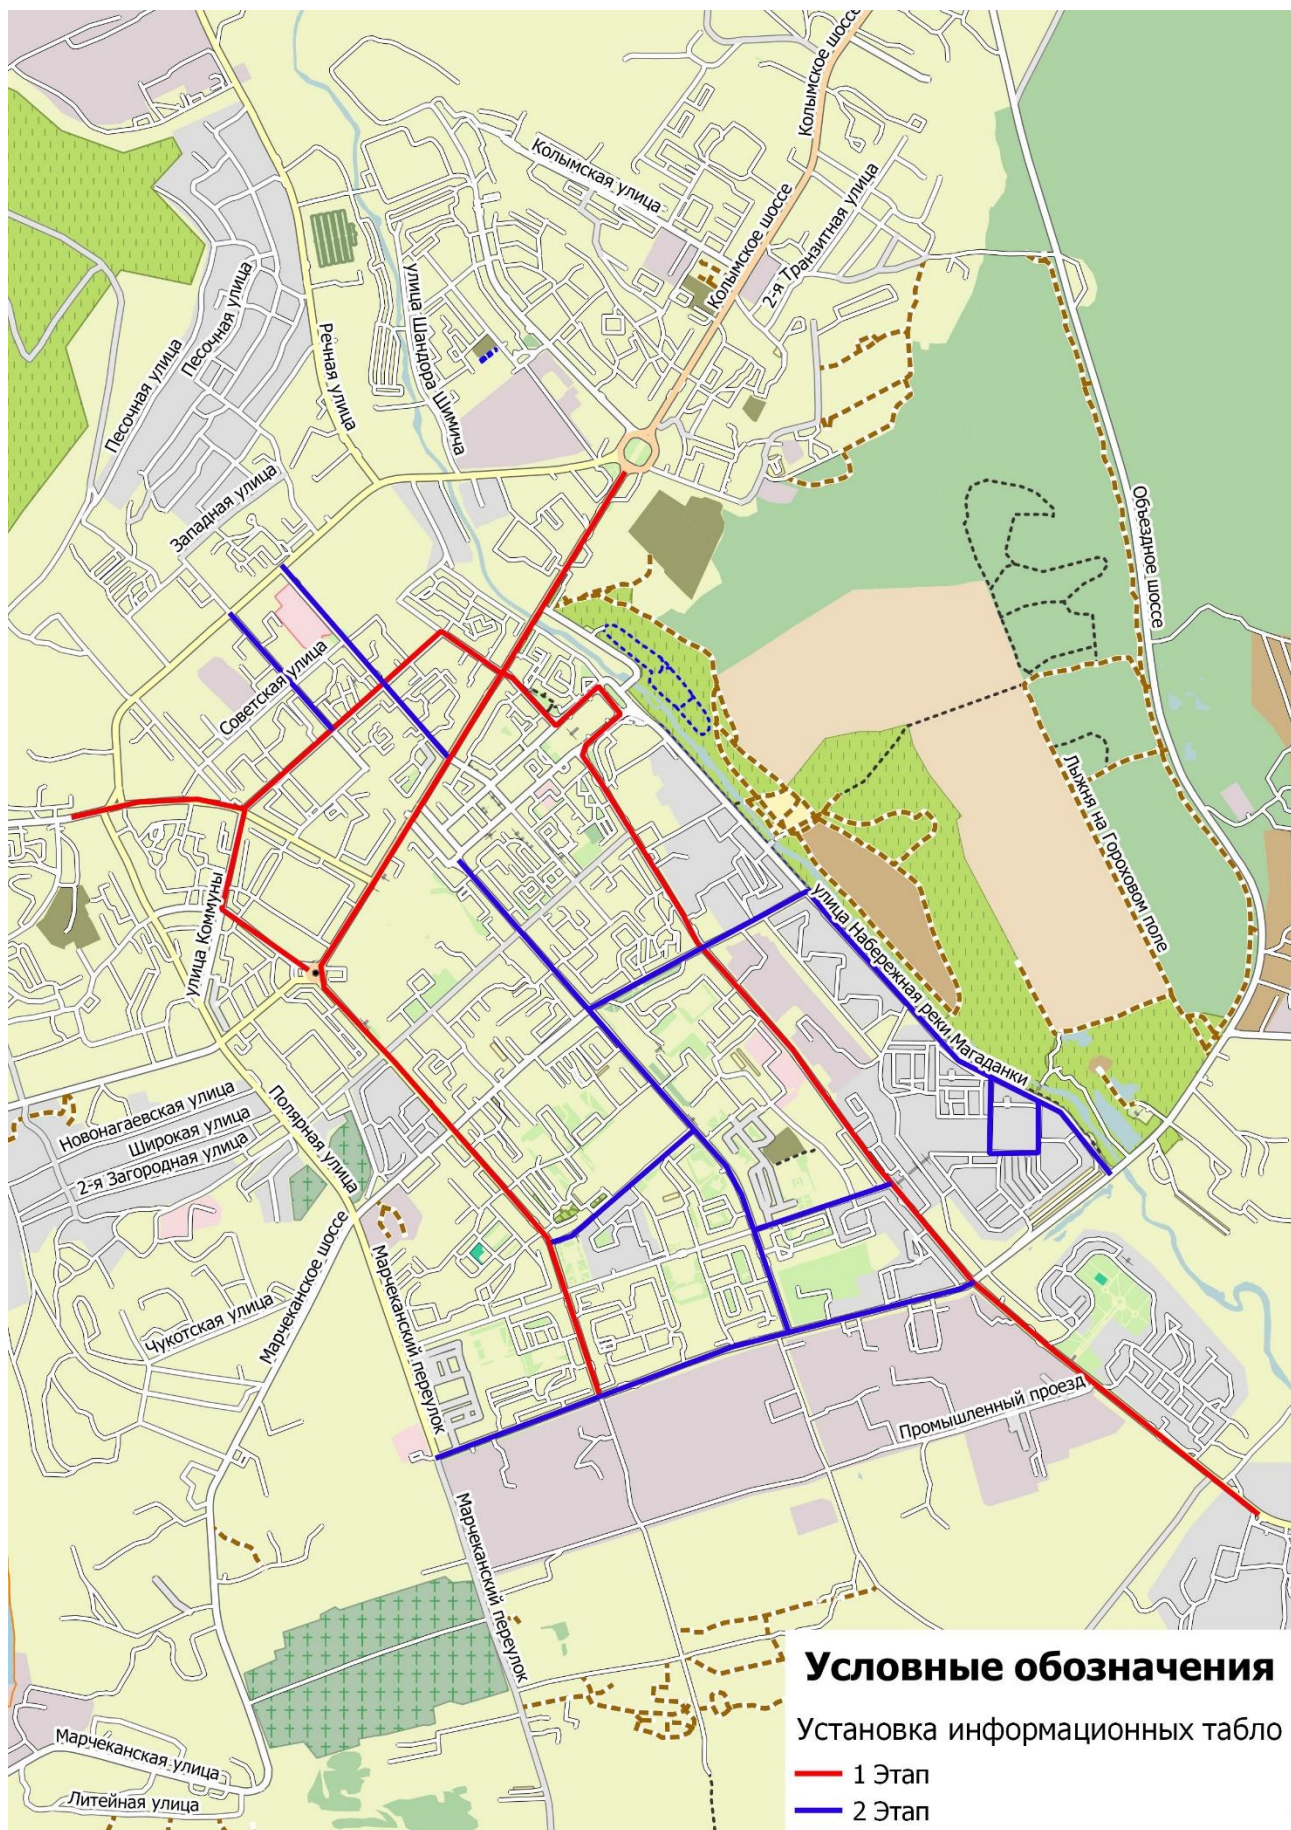 Колымское шоссе
Колымское шоссе
Колымская улица
Колымское шоссе
2-я Транзитная улица
улица Шандора Шимича
Песочная улица
Песочная улица
Речная улица
Западная улица
Объездное шоссе
Советская улица
Лыжня на Гороховом поле
улица Коммуны
улица Набережная реки Магаданки
Новонагаевская улица
Широкая улица
2-я Загородная улица
Полярная улица
Марчеканское шоссе
Чукотская улица
Марчеканский переулок
Промышленный проезд
Марчеканский переулок
Марчеканская улица
Литейная улица
Условные обозначения
Установка информационных табло
1 Этап
2 Этап